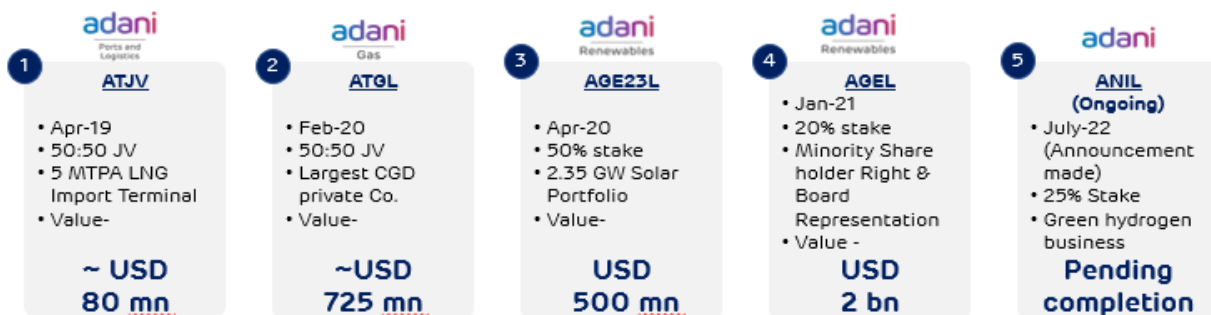 adani
Ports and
Logistics
1
ATJV
• Apr-19
• 50:50 JV
• 5 MTPA LNG
Import Terminal
• Value-
~ USD
80 mn
adani
Gas
2
ATGL
• Feb-20
• 50:50 JV
• Largest CGD
private Co.
• Value-
~USD
725 mn
adani
Renewables
3
AGE23L
• Apr-20
• 50% stake
• 2.35 GW Solar
Portfolio
• Value-
USD
500 mn
adani
Renewables
4
AGEL
• Jan-21
• 20% stake
• Minority Share
holder Right &
Board
Representation
• Value -
USD
2 bn
adani
5
ANIL
(Ongoing)
• July-22
(Announcement
made)
• 25% Stake
• Green hydrogen
business
Pending
completion